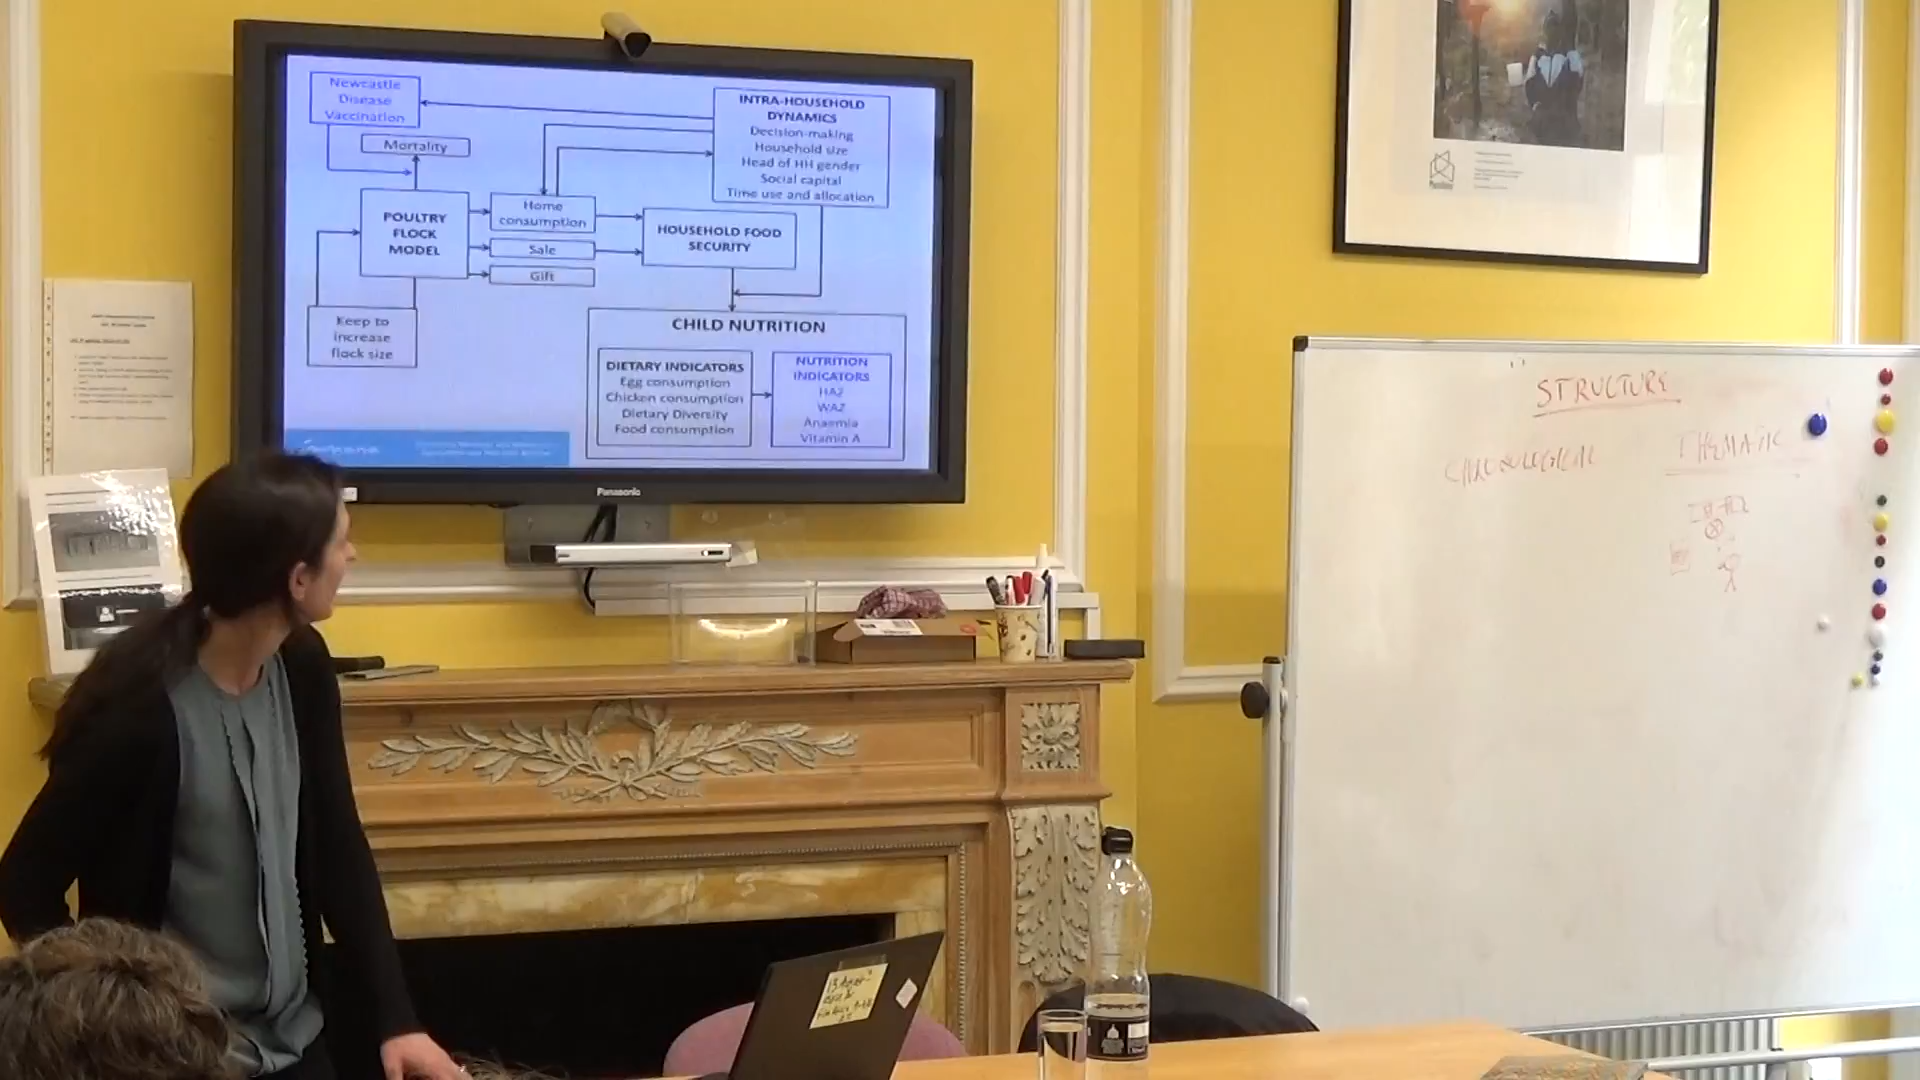 Newcastle
Disease
Vaccination
Mortality
POULTRY
FLOCK
MODEL
Keep to
increase
flock size
Home
consumption
Sale
Gift
INTRA-HOUSEHOLD
DYNAMICS
Decision-making
Household size
Head of HH gender
Social capital
Time use and allocation
HOUSEHOLD FOOD
SECURITY
CHILD NUTRITION
DIETARY INDICATORS
Egg consumption
Chicken consumption
Dietary Diversity
Food consumption
NUTRITION
INDICATORS
HAZ
WAZ
Anaemia
Vitamin A
Panasonic
STRUCTURE
CHRONOLOGICAL
THEMATIC
INTRO